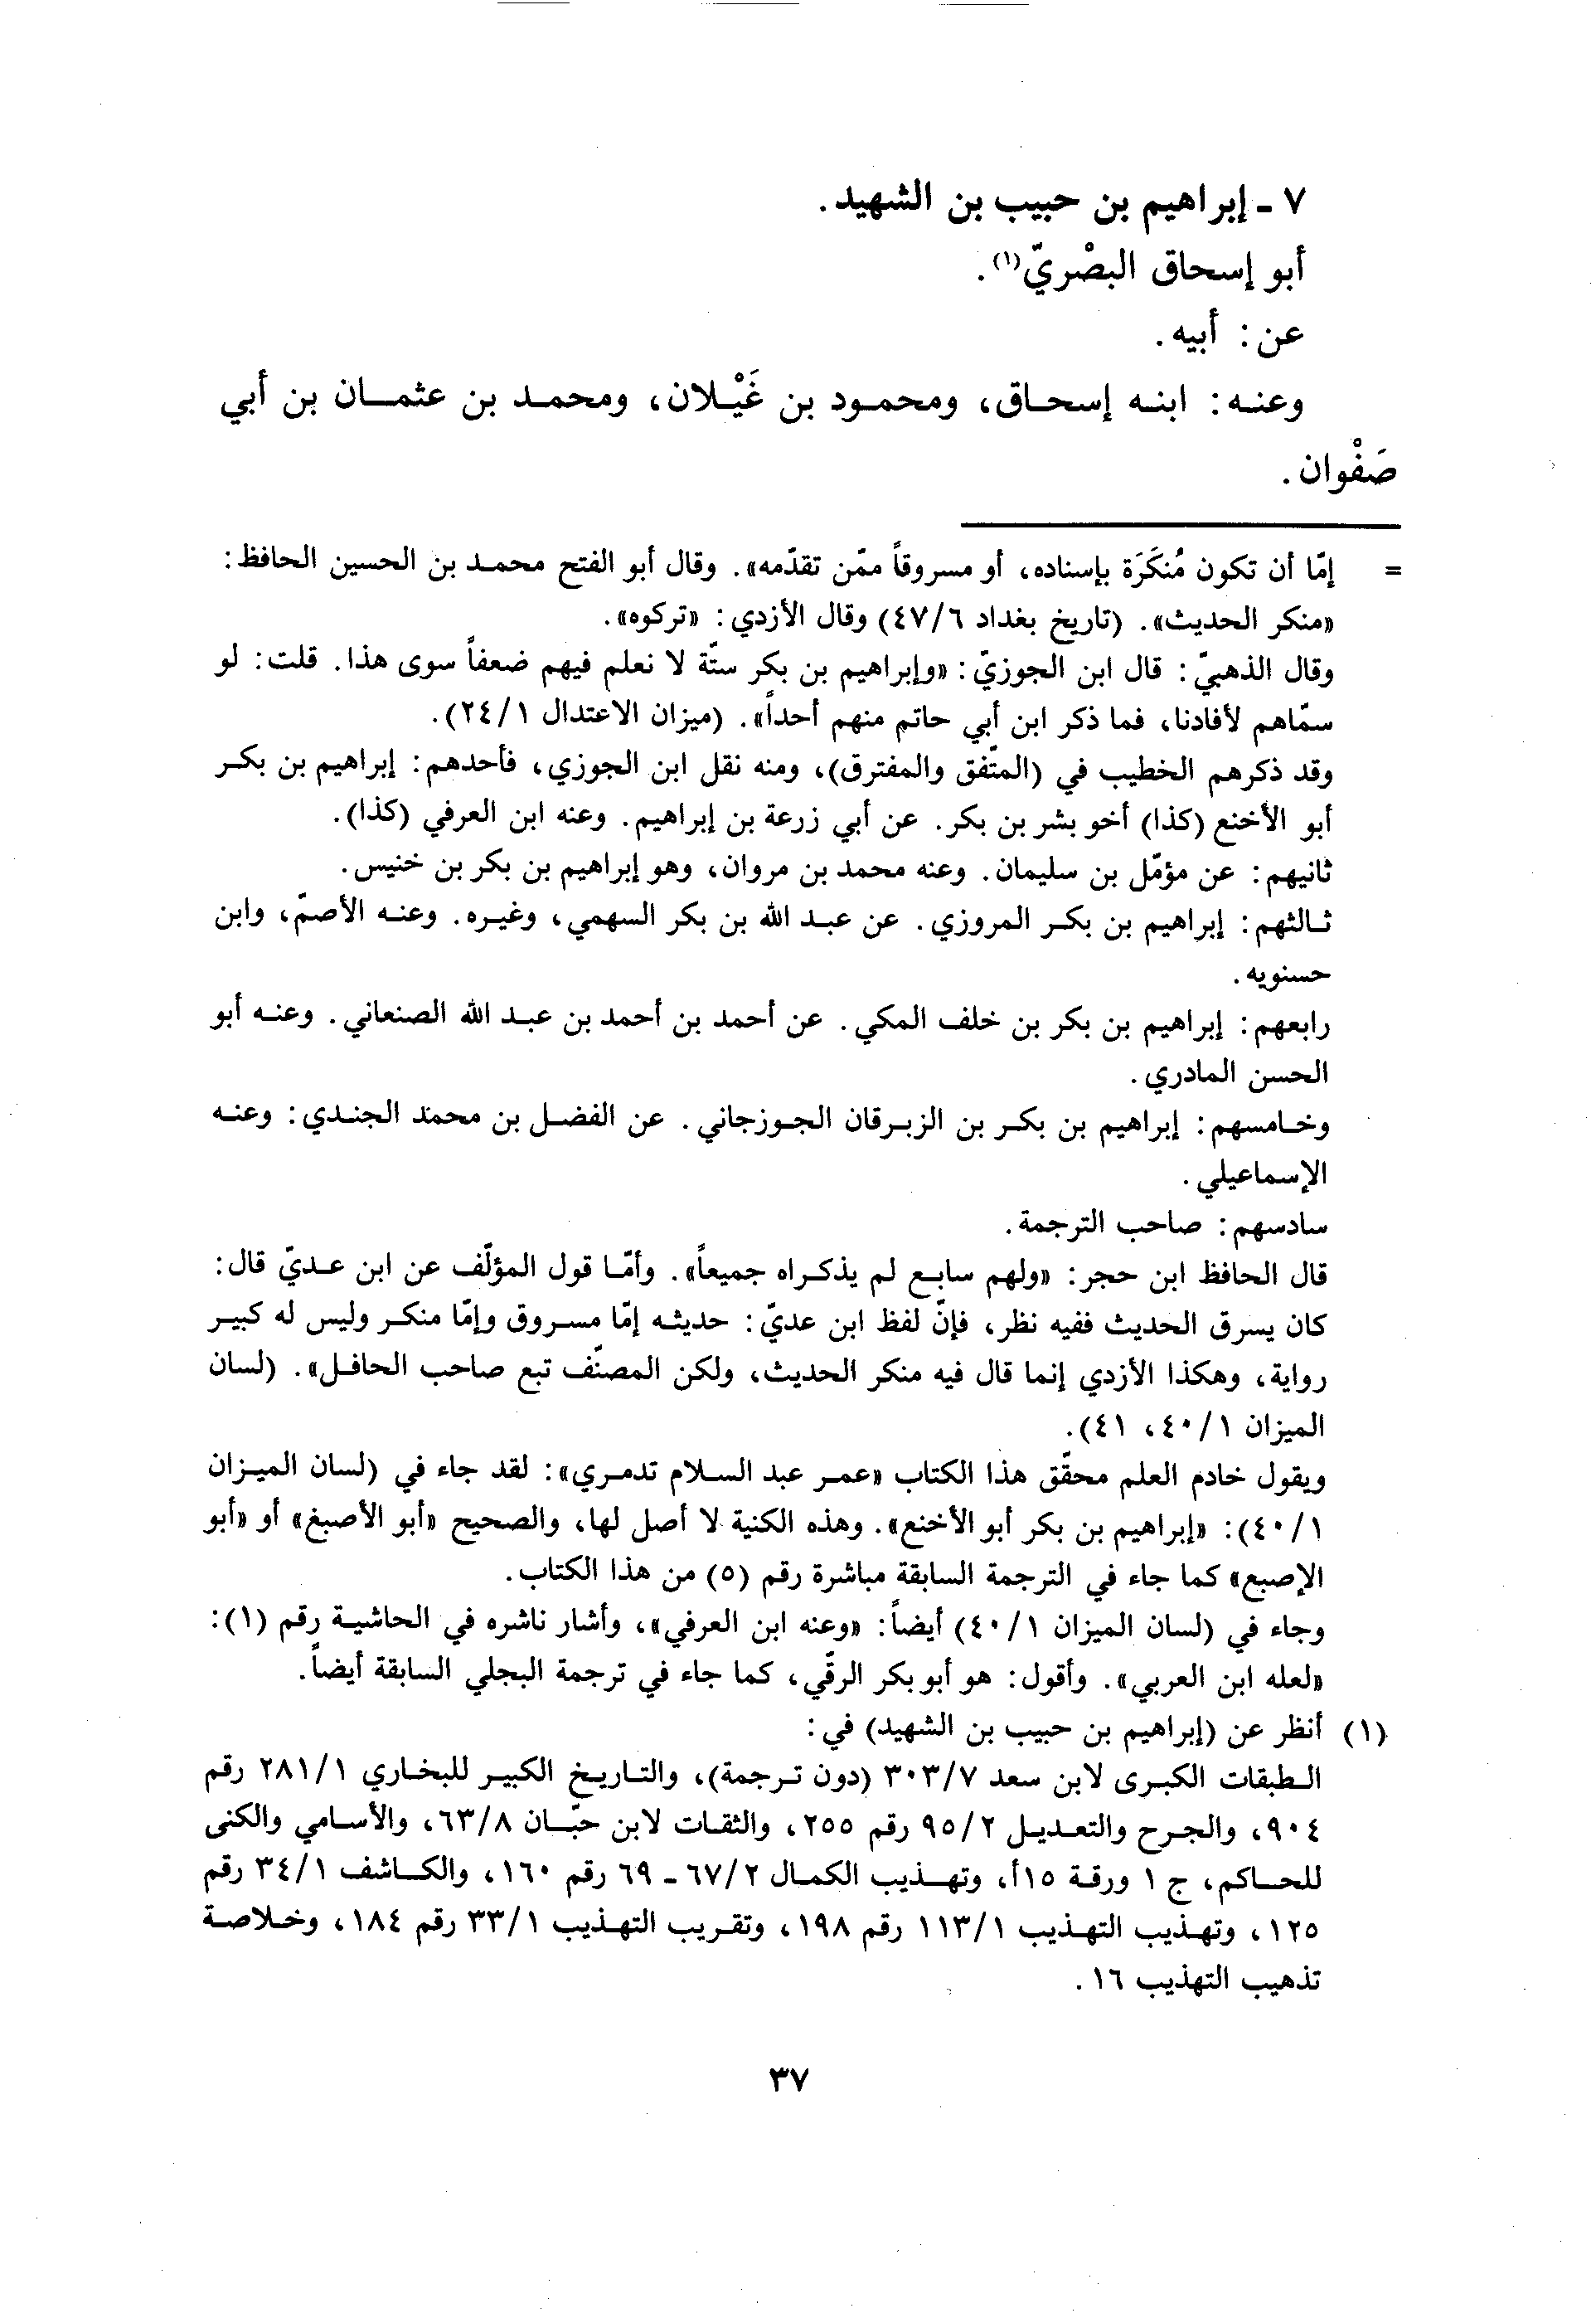 ٧ - إبراهيم بن حبيب بن الشهيد.
أبو إسحاق البصْريّ(١).
عن: أبيه.
وعنه: ابنه إسحاق، ومحمود بن غَيْلان، ومحمد بن عثمان بن أبي
صَفْوان.
= إمّا أن تكون مُنكَرَة بإسناده، أو مسروقاً ممّن تقدّمه». وقال أبو الفتح محمد بن الحسين الحافظ:
«منكر الحديث». (تاريخ بغداد ٤٧/٦) وقال الأزدي: «تركوه».
وقال الذهبيّ: قال ابن الجوزيّ: «وإبراهيم بن بكر ستّة لا نعلم فيهم ضعفاً سوى هذا. قلت: لو
سمّاهم لأفادنا، فما ذكر ابن أبي حاتم منهم أحداً». (ميزان الاعتدال ٢٤/١).
وقد ذكرهم الخطيب في (المتّفق والمفترق)، ومنه نقل ابن الجوزي، فأحدهم: إبراهيم بن بكر
أبو الأخنع (كذا) أخو بشر بن بكر. عن أبي زرعة بن إبراهيم. وعنه ابن العرفي (كذا).
ثانيهم: عن مؤمّل بن سليمان. وعنه محمد بن مروان، وهو إبراهيم بن بكر بن خنيس.
ثالثهم: إبراهيم بن بكر المروزي. عن عبد الله بن بكر السهمي، وغيره. وعنه الأصمّ، وابن
حسنويه.
رابعهم: إبراهيم بن بكر بن خلف المكي. عن أحمد بن أحمد بن عبد الله الصنعاني. وعنه أبو
الحسن المادري.
وخامسهم: إبراهيم بن بكر بن الزبرقان الجوزجاني. عن الفضل بن محمد الجندي: وعنه
الإسماعيلي.
سادسهم: صاحب الترجمة.
قال الحافظ ابن حجر: «ولهم سابع لم يذكراه جميعاً». وأمّا قول المؤلّف عن ابن عديّ قال:
كان يسرق الحديث ففيه نظر، فإنّ لفظ ابن عديّ: حديثه إمّا مسروق وإمّا منكر وليس له كبير
رواية، وهكذا الأزدي إنما قال فيه منكر الحديث، ولكن المصنّف تبع صاحب الحافل». (لسان
الميزان ٤٠/١، ٤١).
ويقول خادم العلم محقّق هذا الكتاب «عمر عبد السلام تدمري»: لقد جاء في (لسان الميزان
٤٠/١): «إبراهيم بن بكر أبو الأخنع». وهذه الكنية لا أصل لها، والصحيح «أبو الأصبغ» أو «أبو
الإصبع» كما جاء في الترجمة السابقة مباشرة رقم (٥) من هذا الكتاب.
وجاء في (لسان الميزان ٤٠/١) أيضاً: «وعنه ابن العرفي»، وأشار ناشره في الحاشية رقم (١):
«لعله ابن العربي». وأقول: هو أبو بكر الرقّي، كما جاء في ترجمة البجلي السابقة أيضاً.
(١) أنظر عن (إبراهيم بن حبيب بن الشهيد) في:
الطبقات الكبرى لابن سعد ٣٠٣/٧ (دون ترجمة)، والتاريخ الكبير للبخاري ٢٨١/١ رقم
٩٠٤، والجرح والتعديل ٩٥/٢ رقم ٢٥٥، والثقات لابن حبّان ٦٣/٨، والأسامي والكنى
للحاكم، ج ١ ورقة ١٥أ، وتهذيب الكمال ٦٧/٢ - ٦٩ رقم ١٦٠، والكاشف ٣٤/١ رقم
١٢٥، وتهذيب التهذيب ١١٣/١ رقم ١٩٨، وتقريب التهذيب ٣٣/١ رقم ١٨٤، وخلاصة
تذهيب التهذيب ١٦.
٣٧